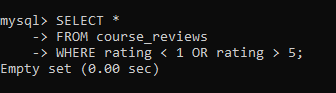 mysql> SELECT *
    -> FROM course_reviews
    -> WHERE rating < 1 OR rating > 5;
Empty set (0.00 sec)